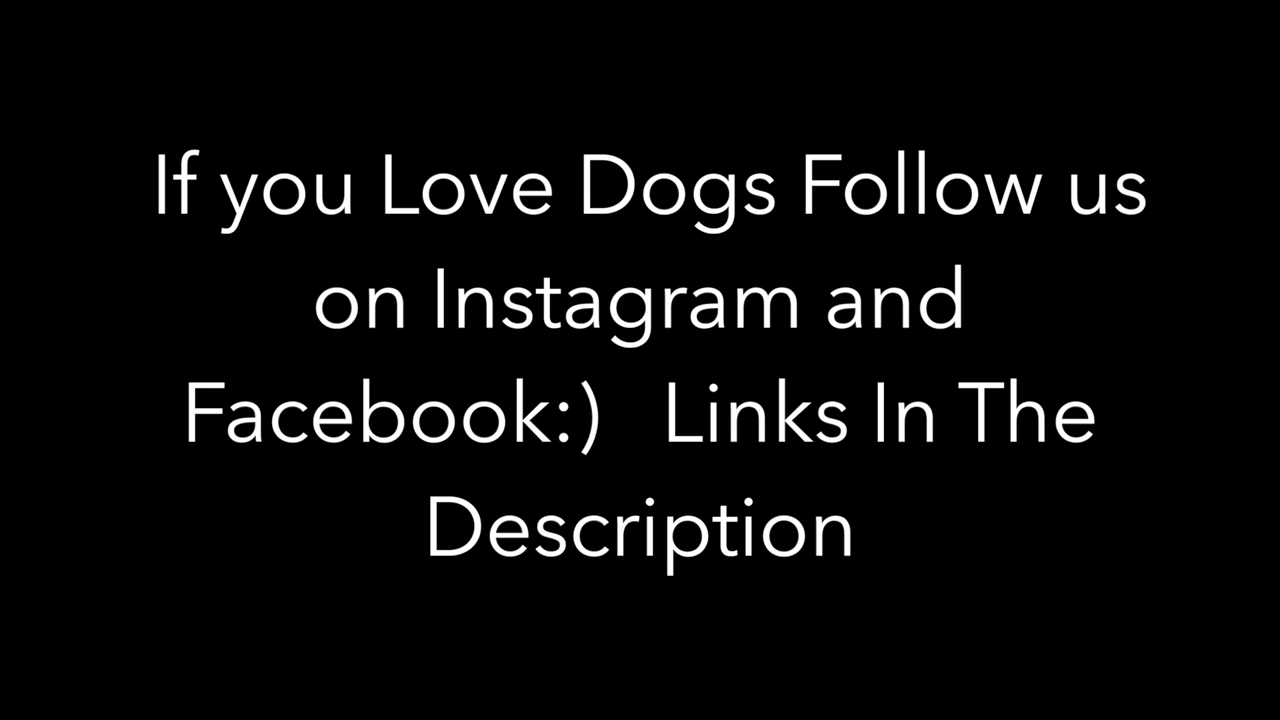 If you Love Dogs Follow us
on Instagram and
Facebook:)   Links In The
Description